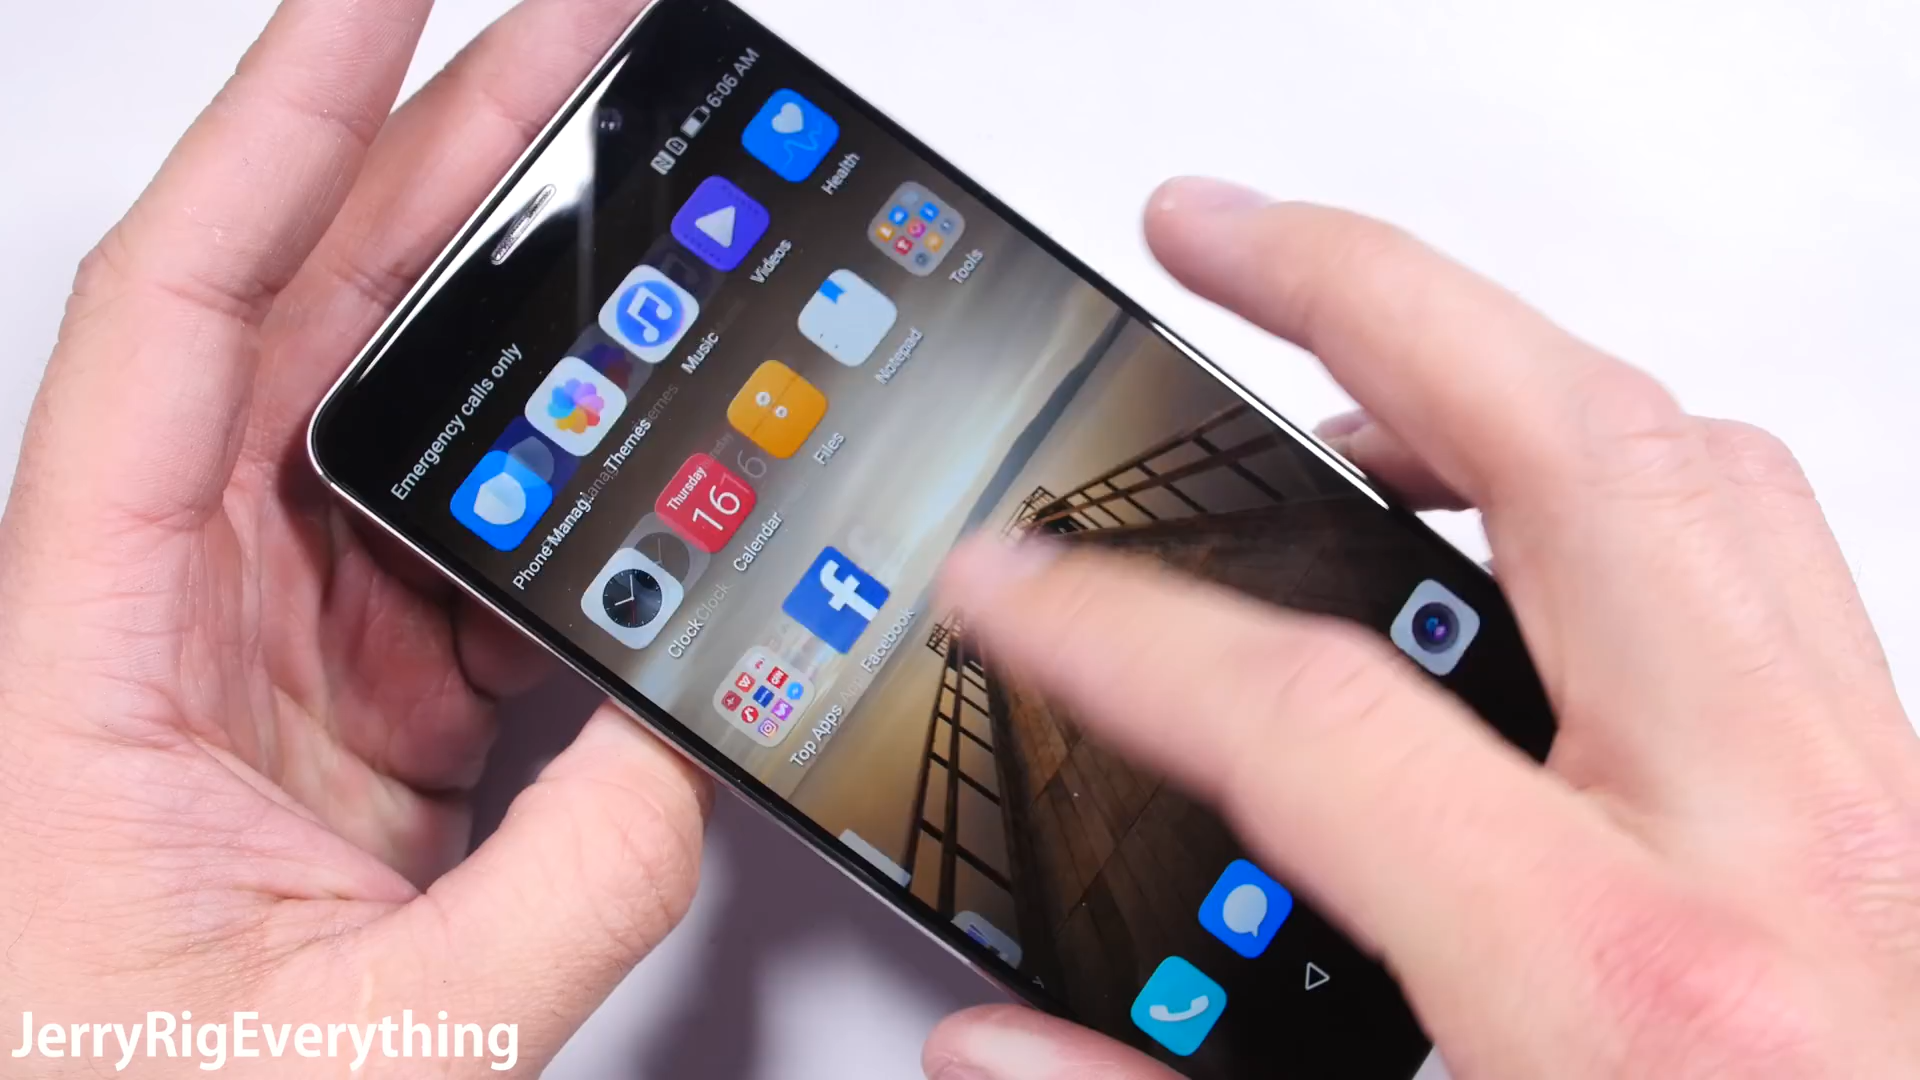 Emergency calls only
6:06 AM
Phone Manag..
Themes
Music
Videos
Health
Clock
Thursday
16
Calendar
Files
Notepad
Tools
Top Apps
Facebook
JerryRigEverything